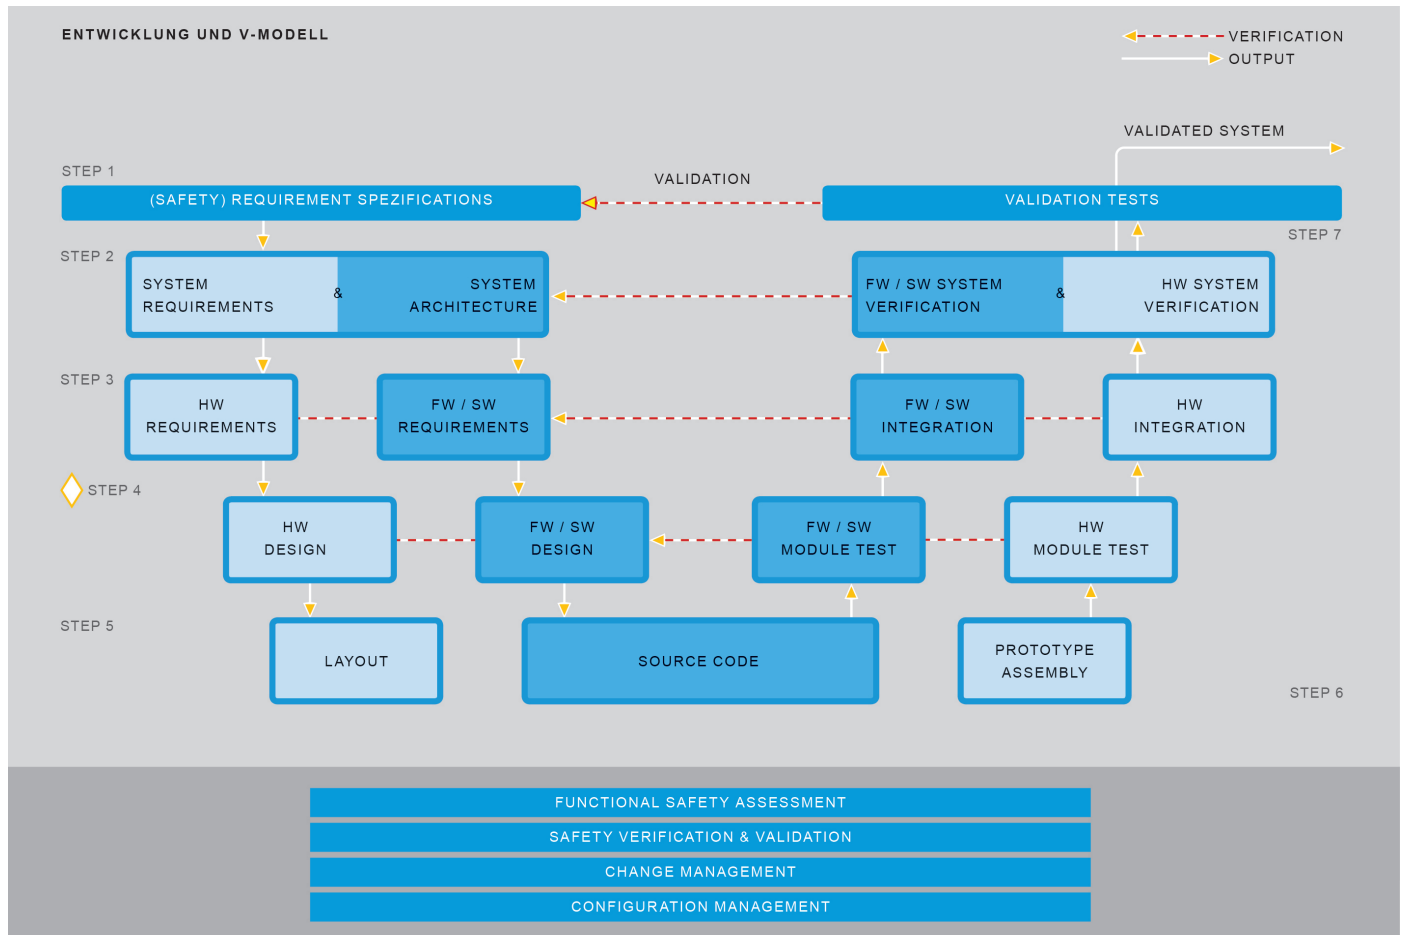 ENTWICKLUNG UND V-MODELL
VERIFICATION
OUTPUT
VALIDATED SYSTEM
STEP 1
VALIDATION
(SAFETY) REQUIREMENT SPEZIFICATIONS
VALIDATION TESTS
STEP 7
STEP 2
SYSTEM
REQUIREMENTS
&
SYSTEM
ARCHITECTURE
FW / SW SYSTEM
VERIFICATION
&
HW SYSTEM
VERIFICATION
STEP 3
HW
REQUIREMENTS
FW / SW
REQUIREMENTS
FW / SW
INTEGRATION
HW
INTEGRATION
STEP 4
HW
DESIGN
FW / SW
DESIGN
FW / SW
MODULE TEST
HW
MODULE TEST
STEP 5
LAYOUT
SOURCE CODE
PROTOTYPE
ASSEMBLY
STEP 6
FUNCTIONAL SAFETY ASSESSMENT
SAFETY VERIFICATION & VALIDATION
CHANGE MANAGEMENT
CONFIGURATION MANAGEMENT